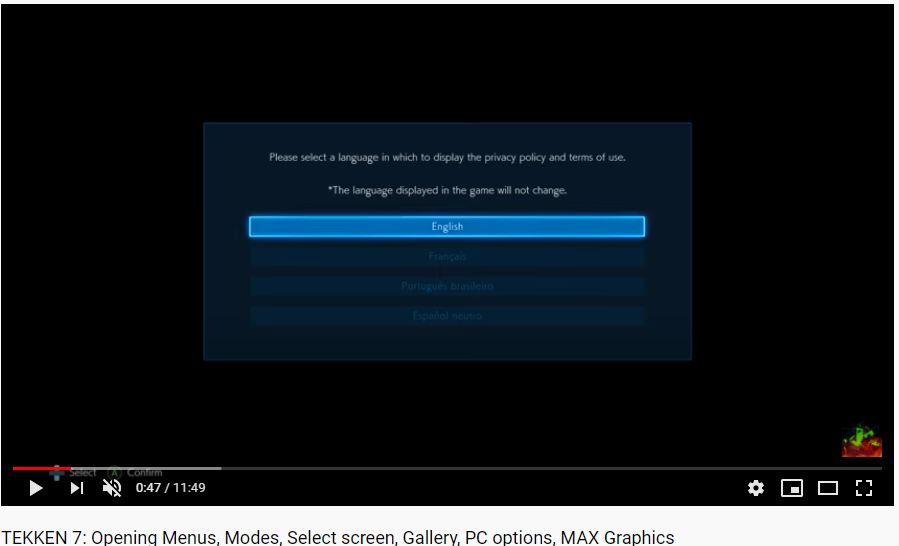 Please select a language in which to display the privacy policy and terms of use.
*The language displayed in the game will not change.
English
Français
Português brasileiro
Español neutro
Select A Confirm
0:47 / 11:49
TEKKEN 7: Opening Menus, Modes, Select screen, Gallery, PC options, MAX Graphics